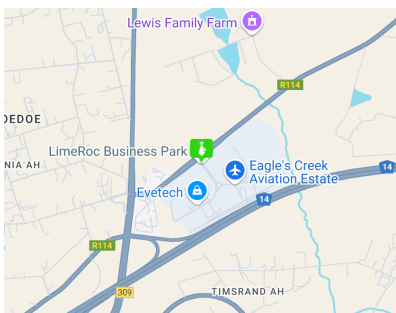 Lewis Family Farm
R114
OEDOE
LimeRoc Business Park
NIA AH
Eagle's Creek
Aviation Estate
14
Evetech
14
R114
309
TIMSRAND AH